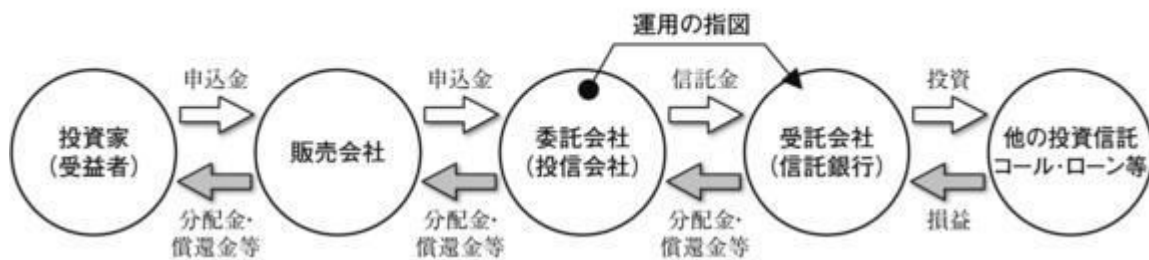 運用の指図
申込金
申込金
信託金
投資
投資家
(受益者)
販売会社
委託会社
(投信会社)
受託会社
(信託銀行)
他の投資信託
コール・ローン等
分配金・
償還金等
分配金・
償還金等
分配金・
償還金等
損益